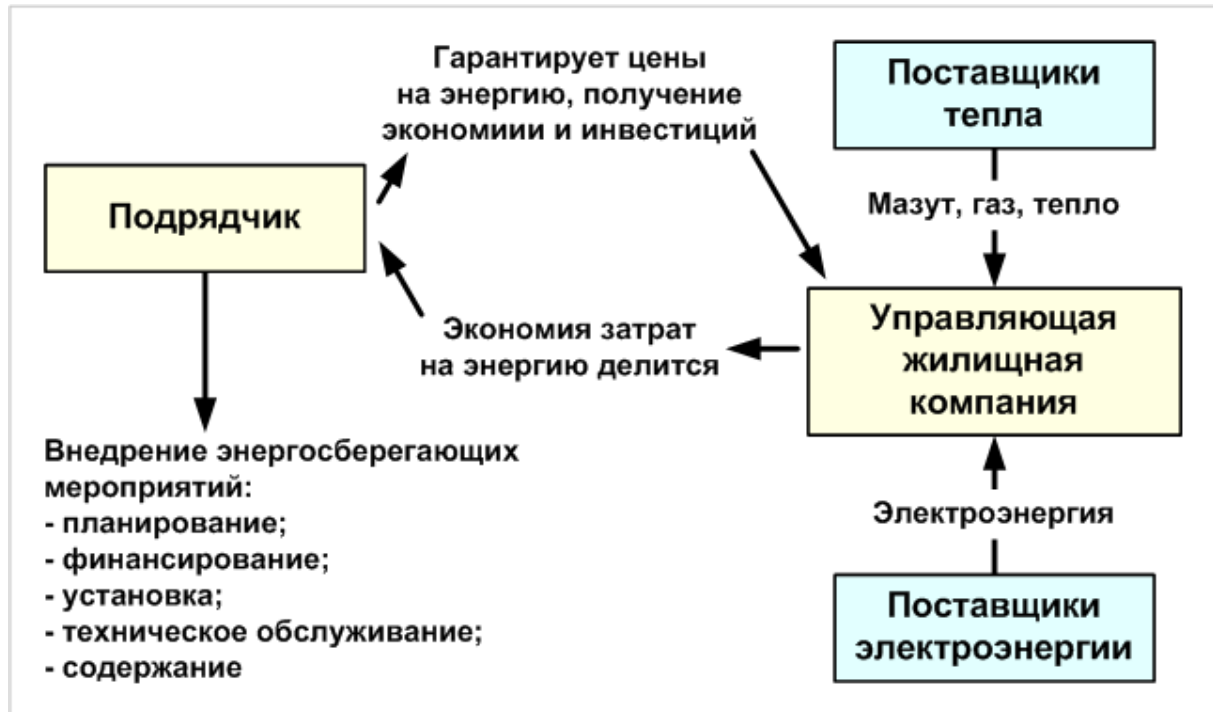 Гарантирует цены
на энергию, получение
экономиии и инвестиций
Поставщики
тепла
Подрядчик
Мазут, газ, тепло
Экономия затрат
на энергию делится
Управляющая
жилищная
компания
Внедрение энергосберегающих
мероприятий:
- планирование;
- финансирование;
- установка;
- техническое обслуживание;
- содержание
Электроэнергия
Поставщики
электроэнергии